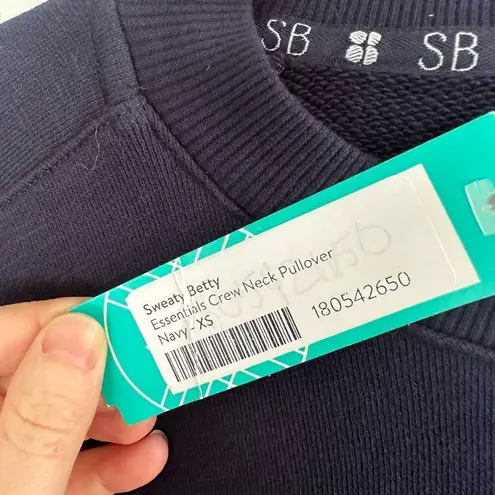 SB SB
Sweaty Betty
Essentials Crew Neck Pullover
Navy - XS
180542650